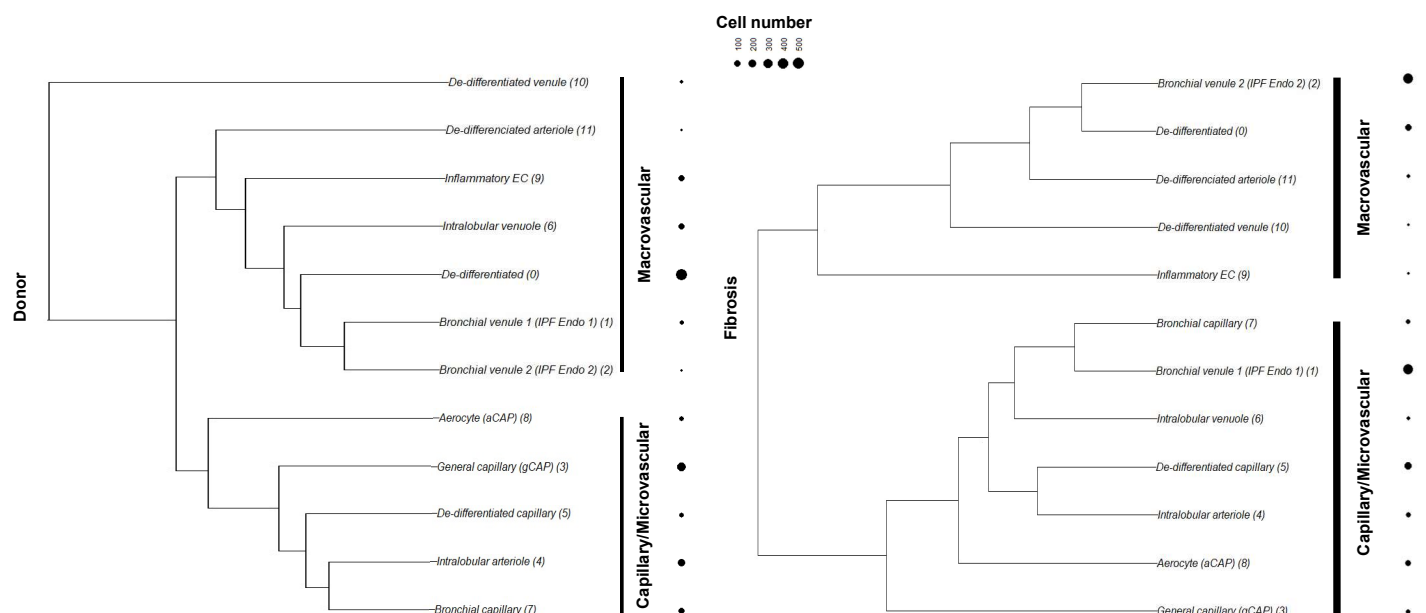 Cell number
100
200
300
400
500
Donor
De-differentiated venule (10)
De-differenciated arteriole (11)
Inflammatory EC (9)
Intralobular venuole (6)
De-differentiated (0)
Bronchial venule 1 (IPF Endo 1) (1)
Bronchial venule 2 (IPF Endo 2) (2)
Aerocyte (aCAP) (8)
General capillary (gCAP) (3)
De-differentiated capillary (5)
Intralobular arteriole (4)
Bronchial capillary (7)
Macrovascular
Capillary/Microvascular
Fibrosis
Bronchial venule 2 (IPF Endo 2) (2)
De-differentiated (0)
De-differenciated arteriole (11)
De-differentiated venule (10)
Inflammatory EC (9)
Bronchial capillary (7)
Bronchial venule 1 (IPF Endo 1) (1)
Intralobular venuole (6)
De-differentiated capillary (5)
Intralobular arteriole (4)
Aerocyte (aCAP) (8)
General capillary (gCAP) (3)
Macrovascular
Capillary/Microvascular